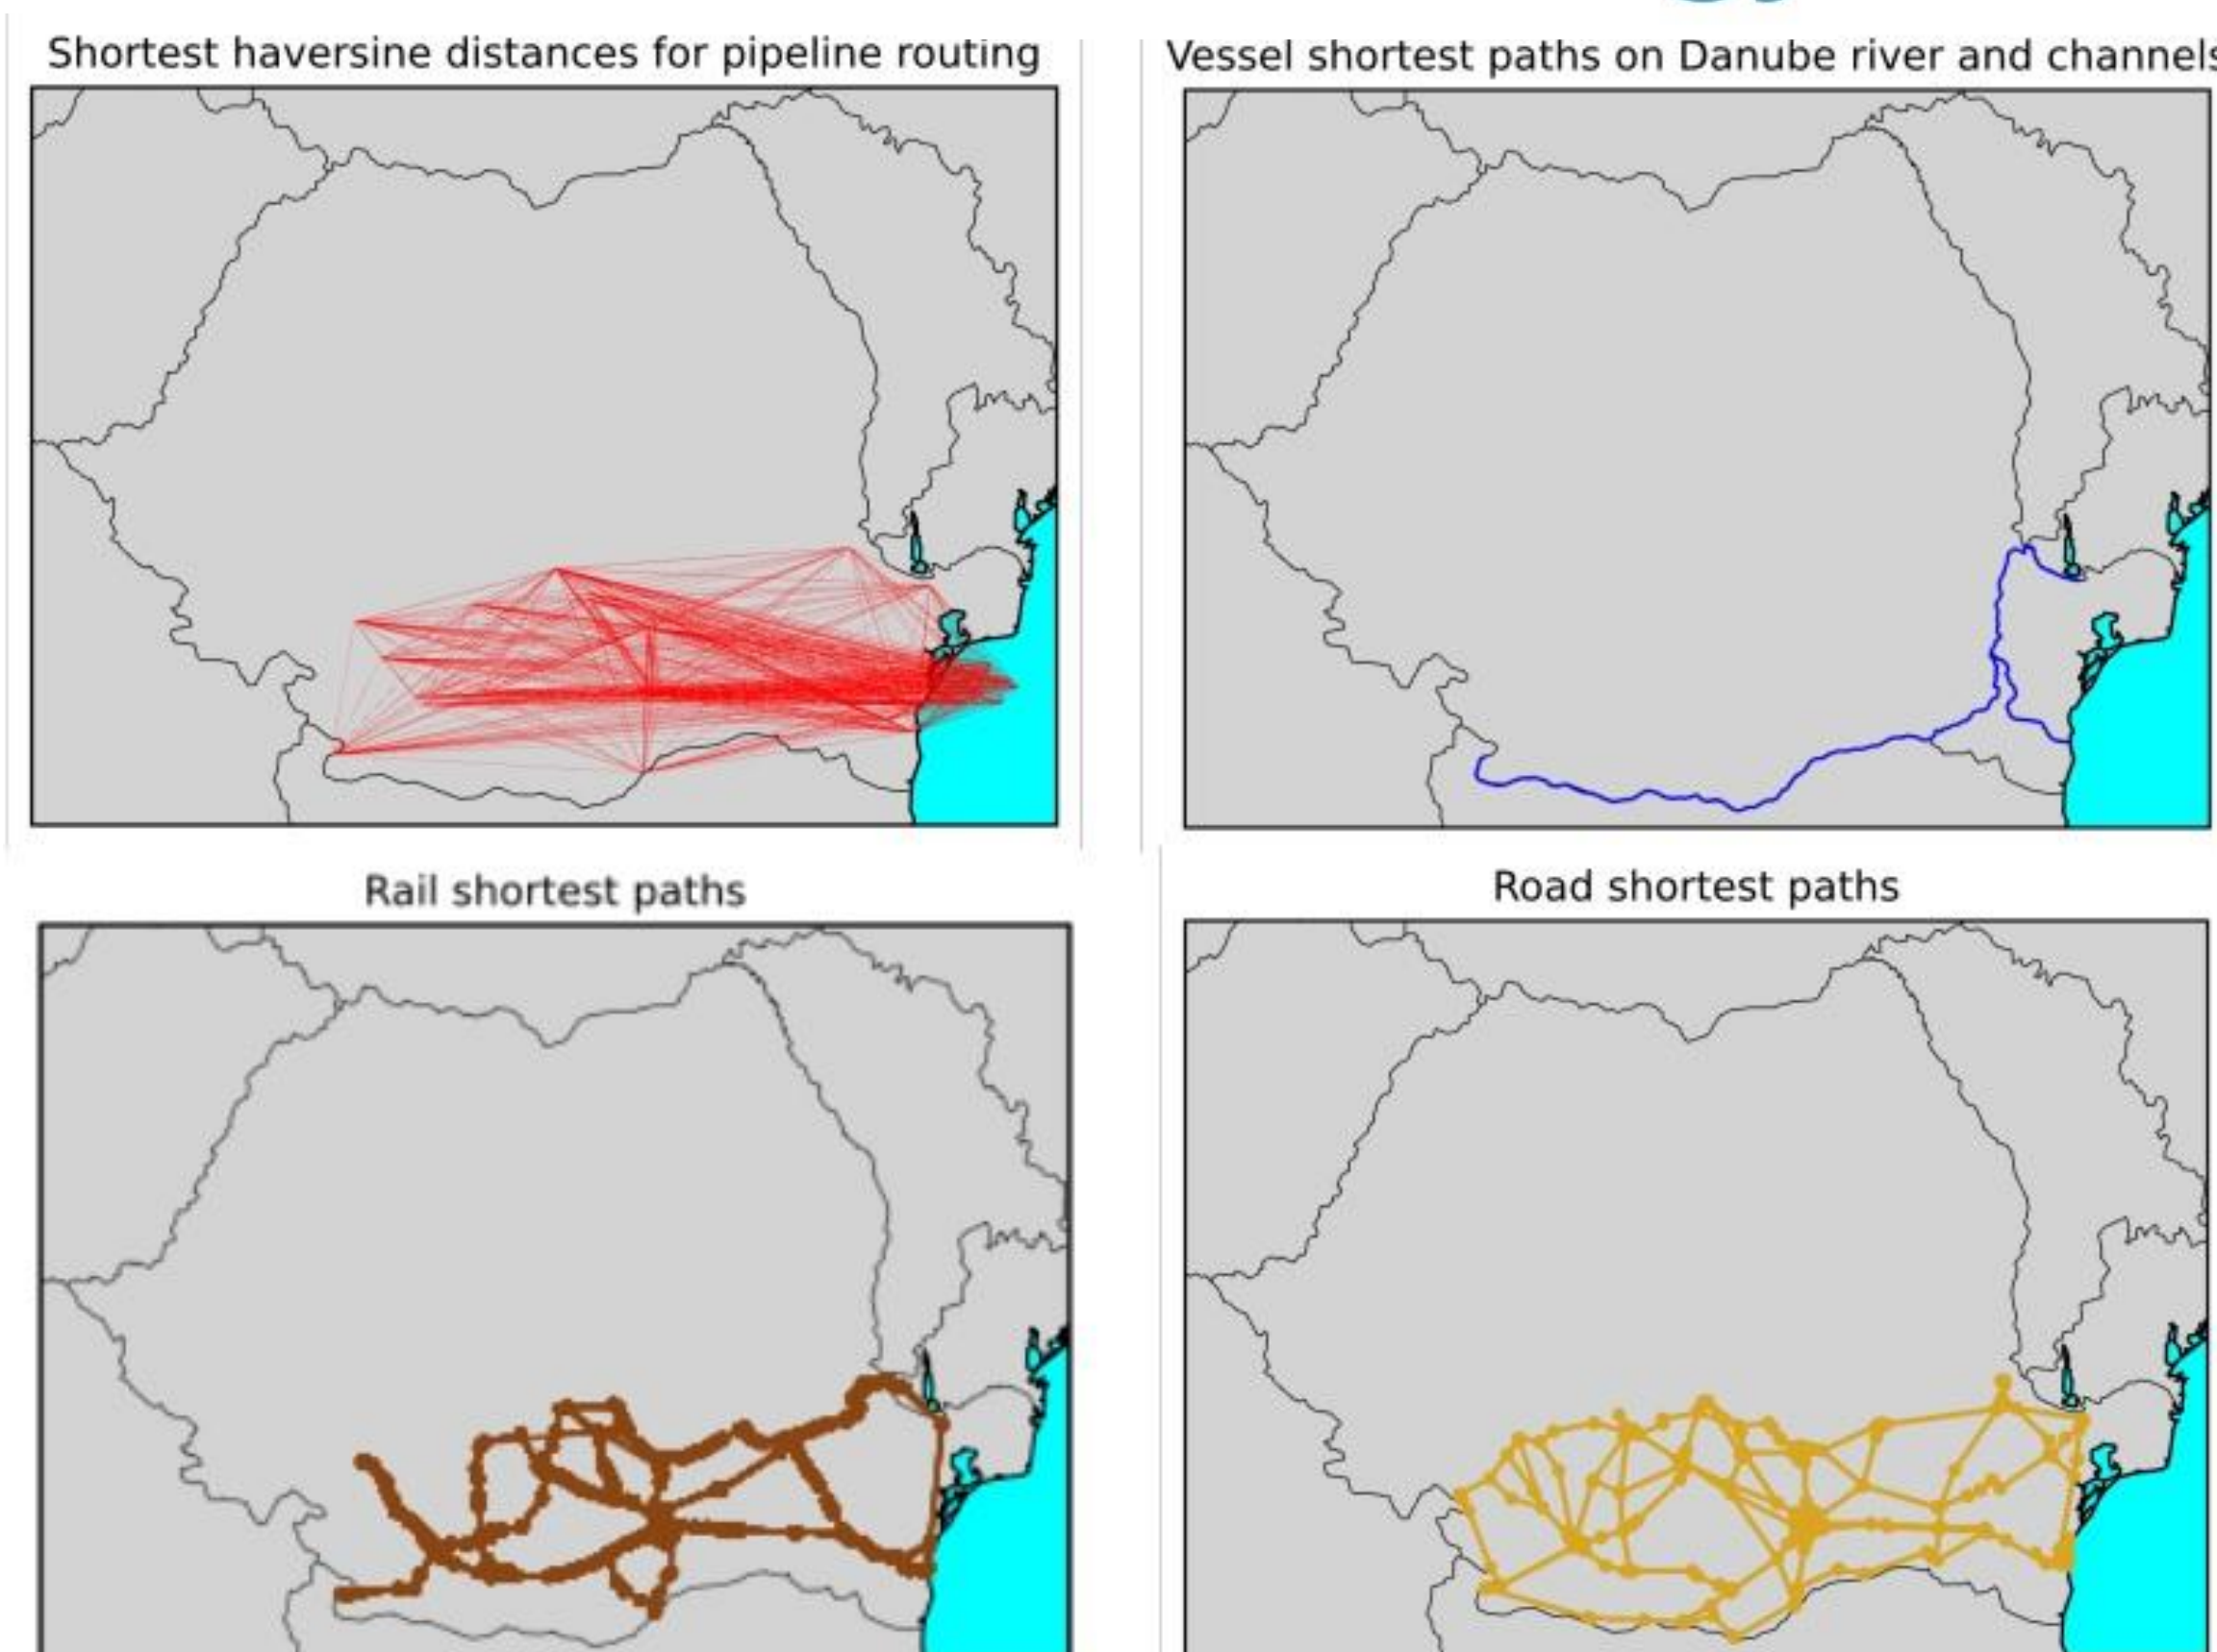 Shortest haversine distances for pipeline routing
Vessel shortest paths on Danube river and channels
Rail shortest paths
Road shortest paths